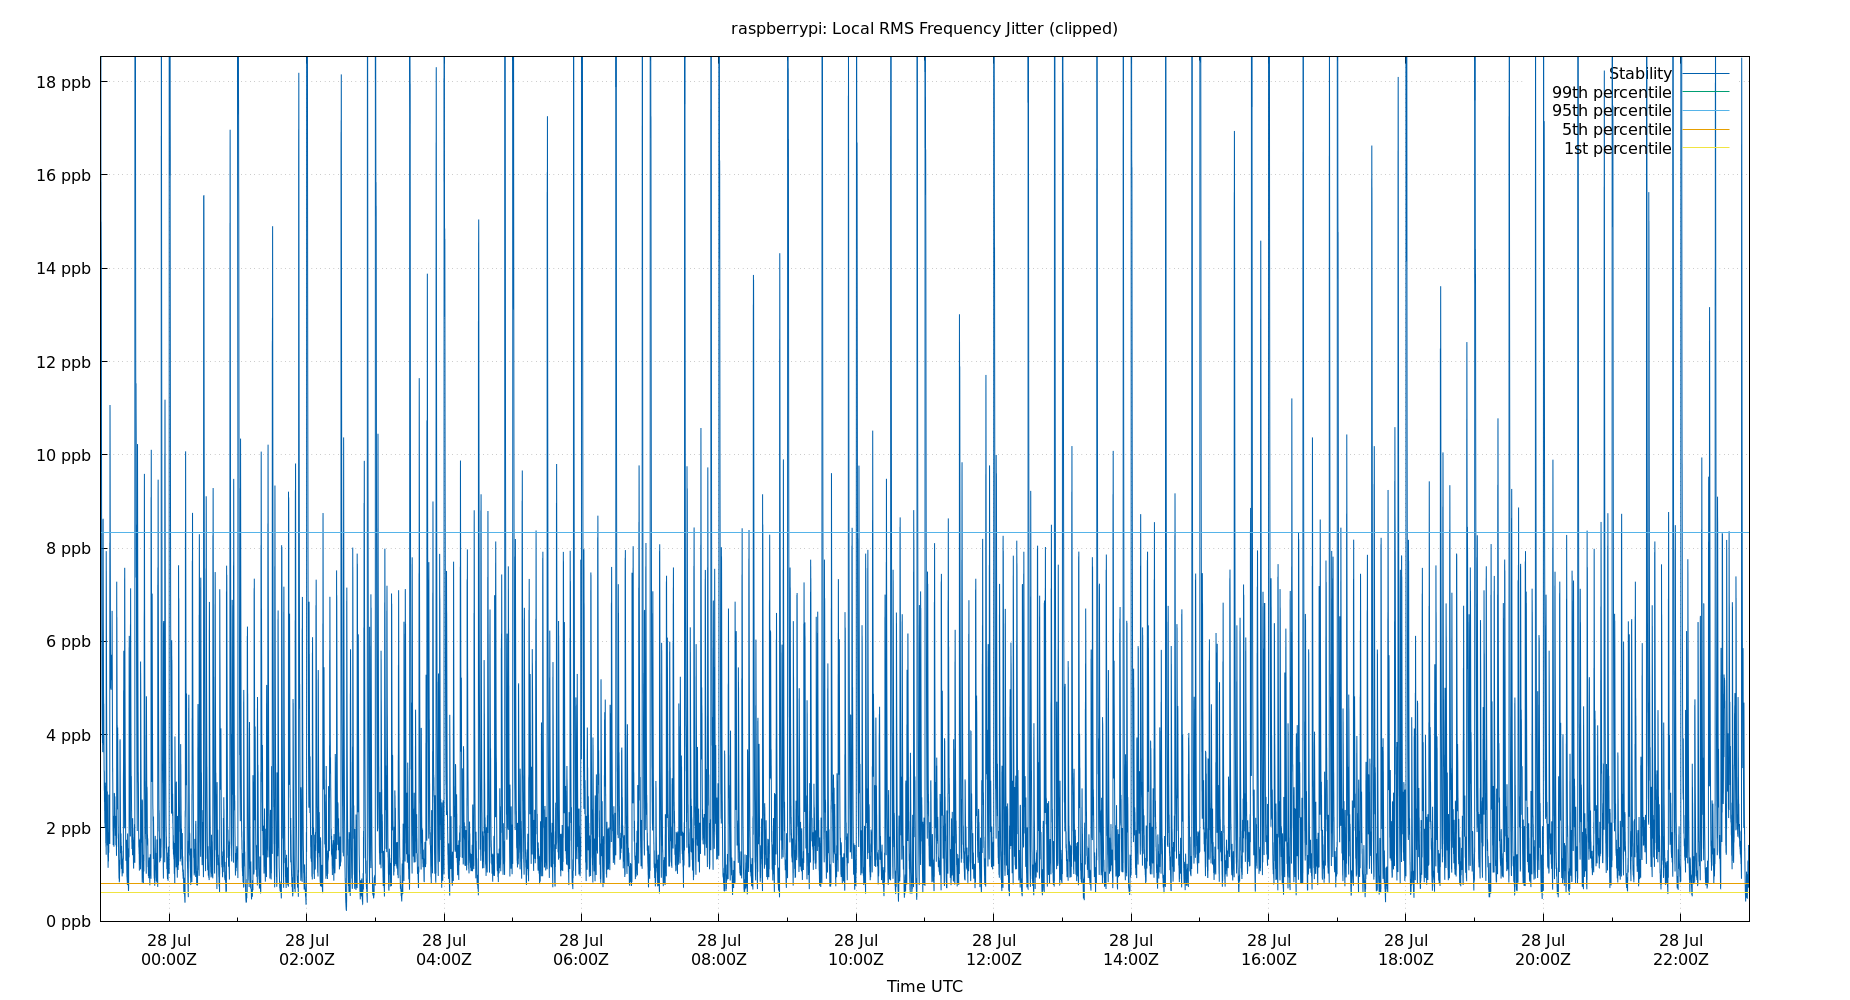 raspberrypi: Local RMS Frequency Jitter (clipped)
Stability
99th percentile
95th percentile
5th percentile
1st percentile
18 ppb
16 ppb
14 ppb
12 ppb
10 ppb
8 ppb
6 ppb
4 ppb
2 ppb
0 ppb
28 Jul 28 Jul 28 Jul 28 Jul 28 Jul 28 Jul 28 Jul 28 Jul 28 Jul 28 Jul 28 Jul 28 Jul
00:00Z 02:00Z 04:00Z 06:00Z 08:00Z 10:00Z 12:00Z 14:00Z 16:00Z 18:00Z 20:00Z 22:00Z
Time UTC